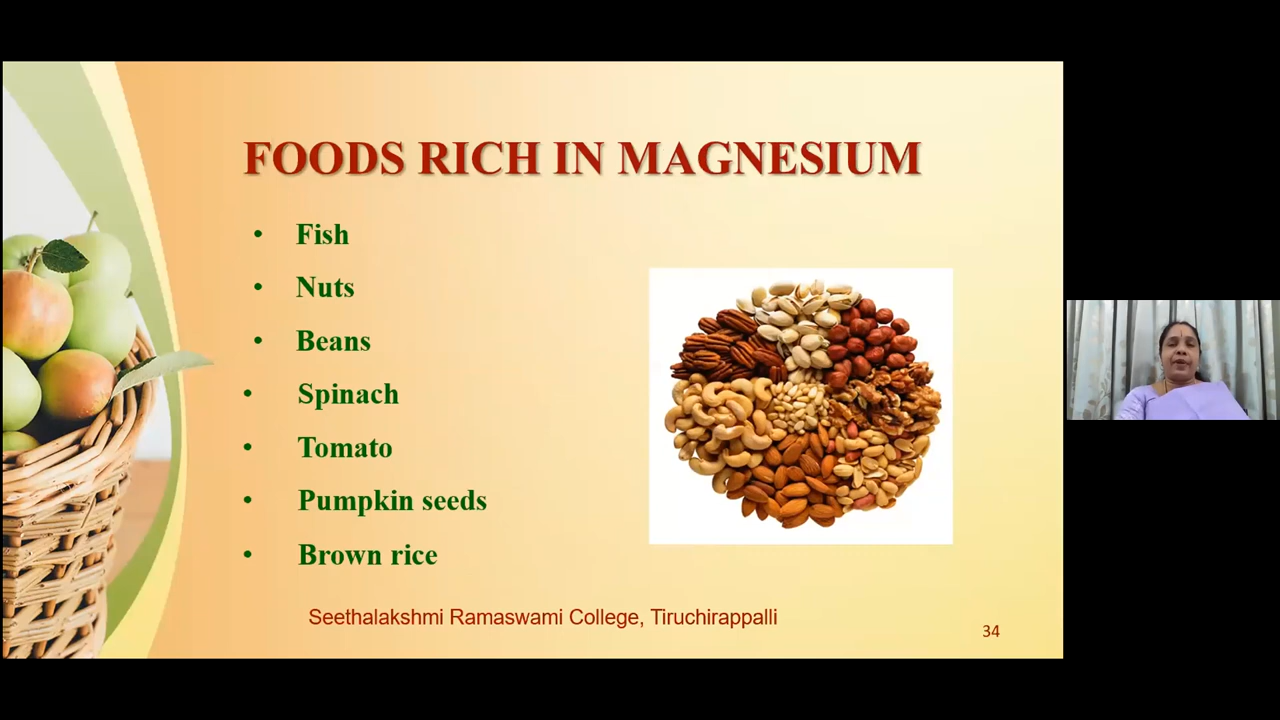 FOODS RICH IN MAGNESIUM
• Fish
• Nuts
• Beans
• Spinach
• Tomato
• Pumpkin seeds
• Brown rice
Seethalakshmi Ramaswami College, Tiruchirappalli
34